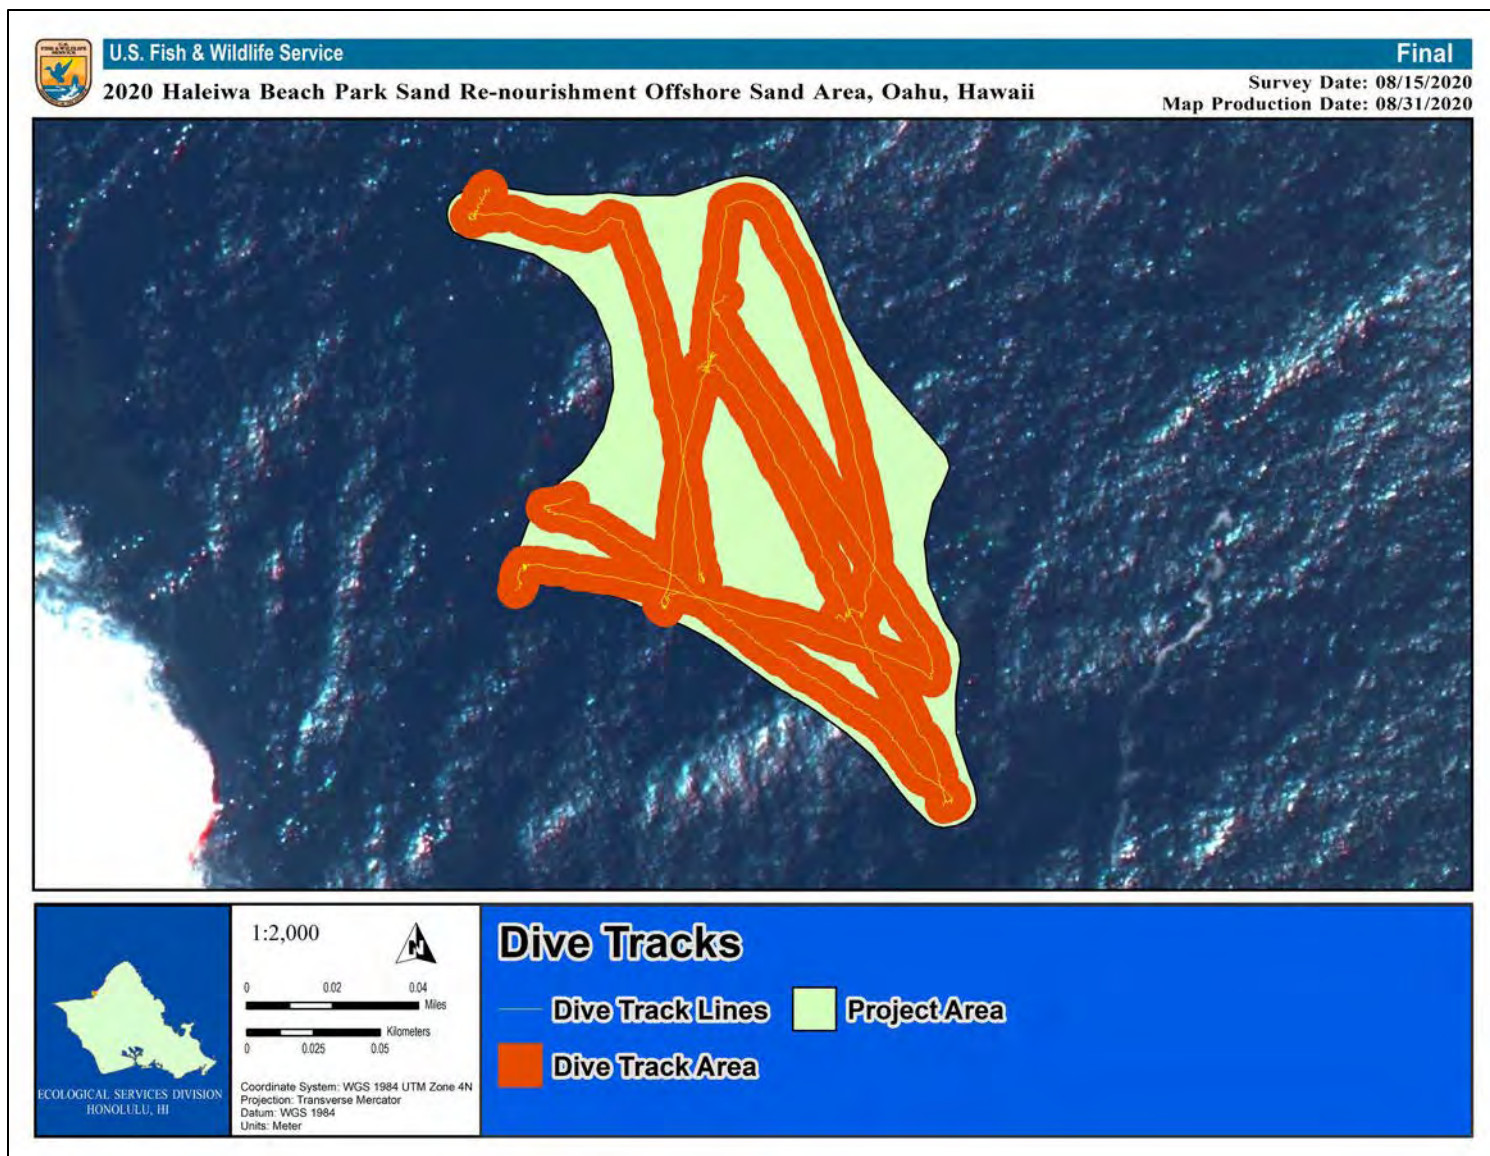 U.S.
FISH & WILDLIFE
SERVICE
U.S. Fish & Wildlife Service
Final
2020 Haleiwa Beach Park Sand Re-nourishment Offshore Sand Area, Oahu, Hawaii
Survey Date: 08/15/2020
Map Production Date: 08/31/2020
ECOLOGICAL SERVICES DIVISION
HONOLULU, HI
1:2,000
N
0 0.02 0.04
Miles
Kilometers
0 0.025 0.05
Coordinate System: WGS 1984 UTM Zone 4N
Projection: Transverse Mercator
Datum: WGS 1984
Units: Meter
Dive Tracks
Dive Track Lines
Project Area
Dive Track Area